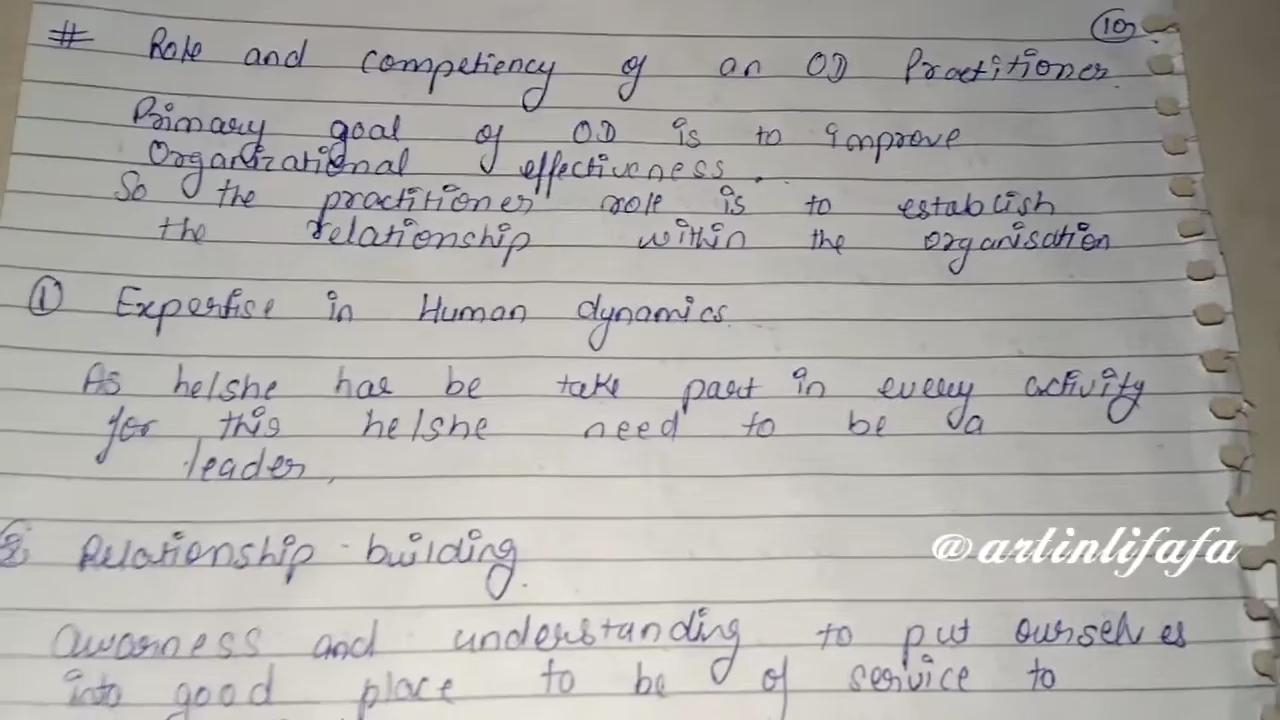 10
# Role and competiency of an OD Practitioner.
Primary goal of OD is to improve
Organizational effectiveness.
So the practitioner role is to establish
the relationship within the organisation
① Expertise in Human dynamics.
As he/she has be take part in every activity
for this he/she need to be a
leader,
② Relationship-building.
@artinlifafa
awarness and understanding to put ourselves
into good place to be of service to